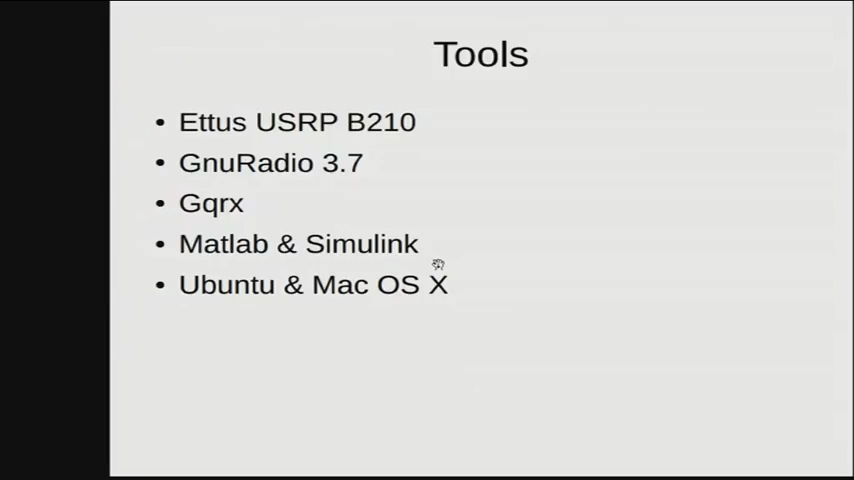 Tools
• Ettus USRP B210
• GnuRadio 3.7
• Gqrx
• Matlab & Simulink
• Ubuntu & Mac OS X